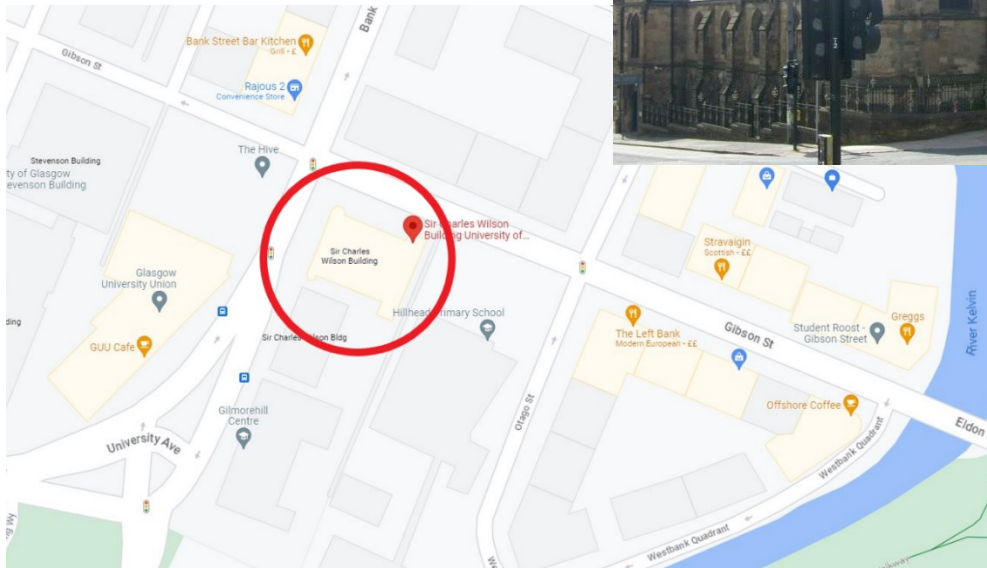 Bank
Gibson St
Bank Street Bar Kitchen
Grill · £
Rajous 2
Convenience Store
The Hive
Stevenson Building
ty of Glasgow
evenson Building
Sir Charles Wilson
Building University of...
Sir Charles
Wilson Building
Glasgow
University Union
Hillhead Primary School
Stravaigin
Scottish · ££
Greggs
River Kelvin
The Left Bank
Modern European · ££
Gibson St
Student Roost -
Gibson Street
GUU Cafe
ding
Sir Charles Wilson Bldg
Gilmorehill
Centre
Otago St
Offshore Coffee
Eldon
University Ave
Westbank Quadrant
Westbank Quadrant
We